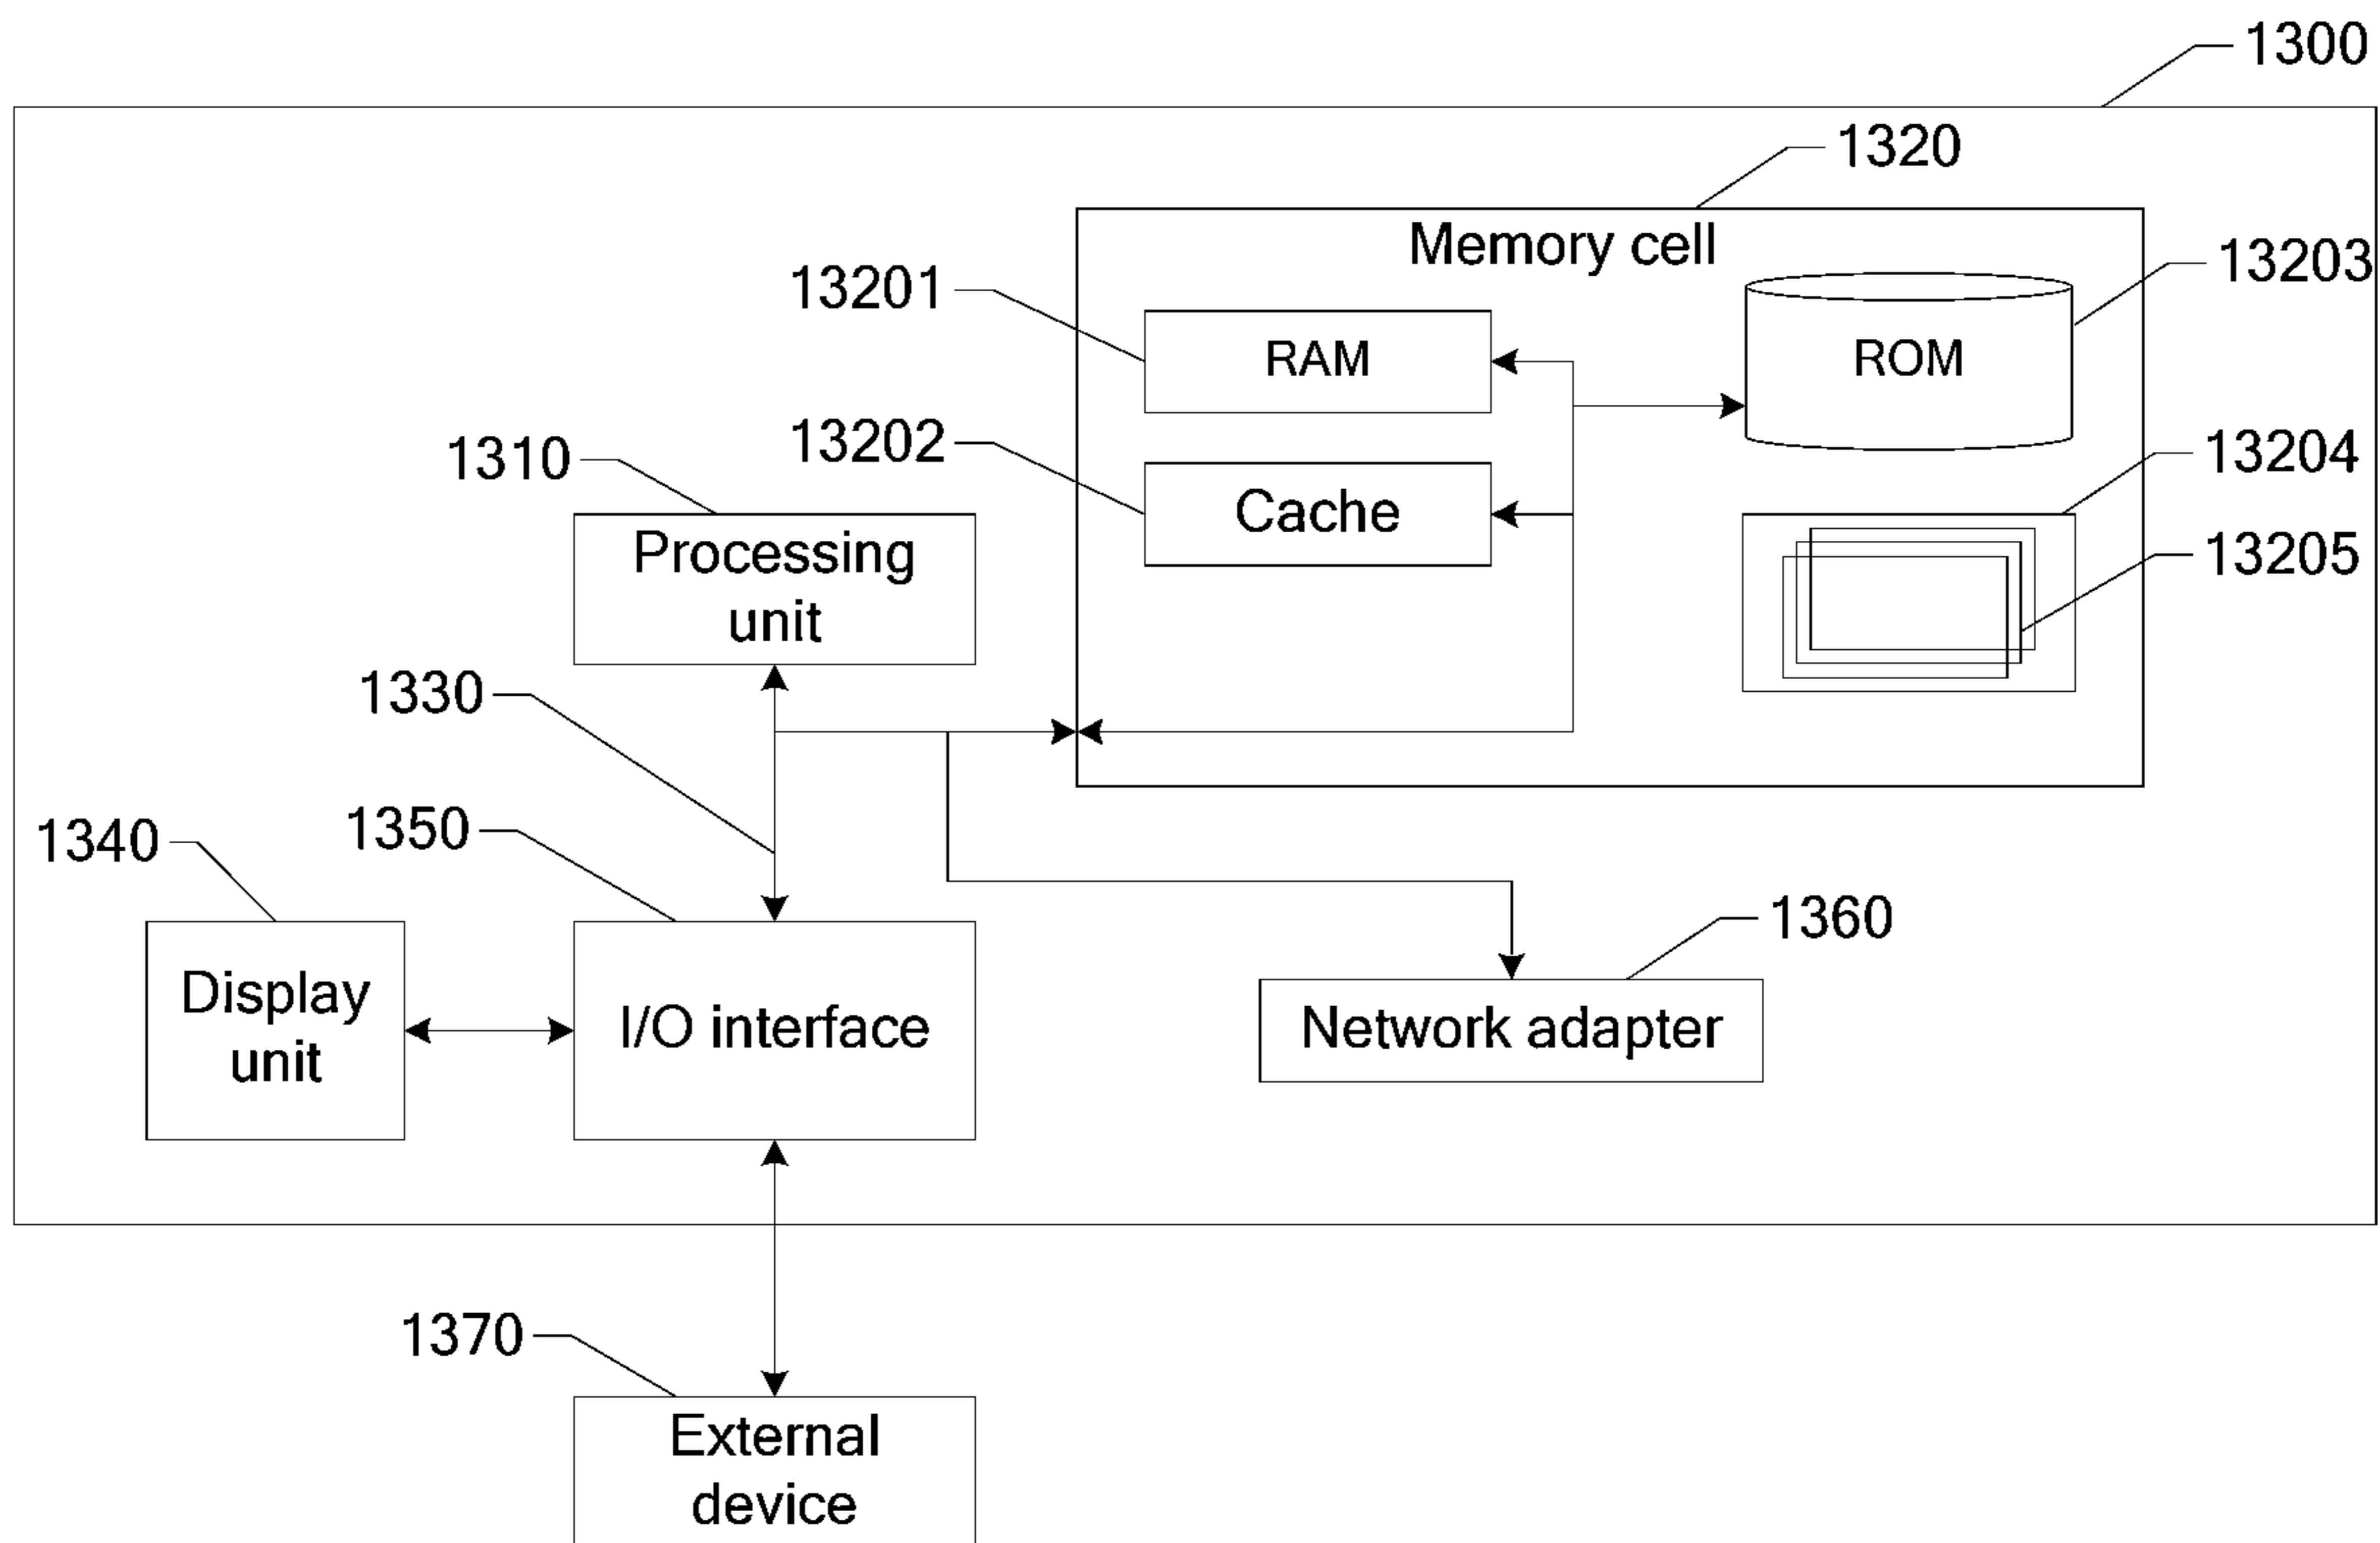 1300
1320
Memory cell
13201
RAM
ROM
13203
13202
Cache
13204
1310
Processing
unit
13205
1330
1350
1340
Display
unit
I/O interface
1360
Network adapter
1370
External
device